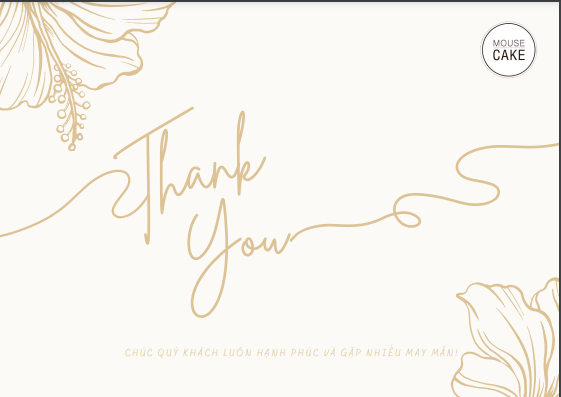 MOUSE
CAKE
Thank
You
CHÚC QUÝ KHÁCH LUÔN HẠNH PHÚC VÀ GẶP NHIỀU MAY MẮN!